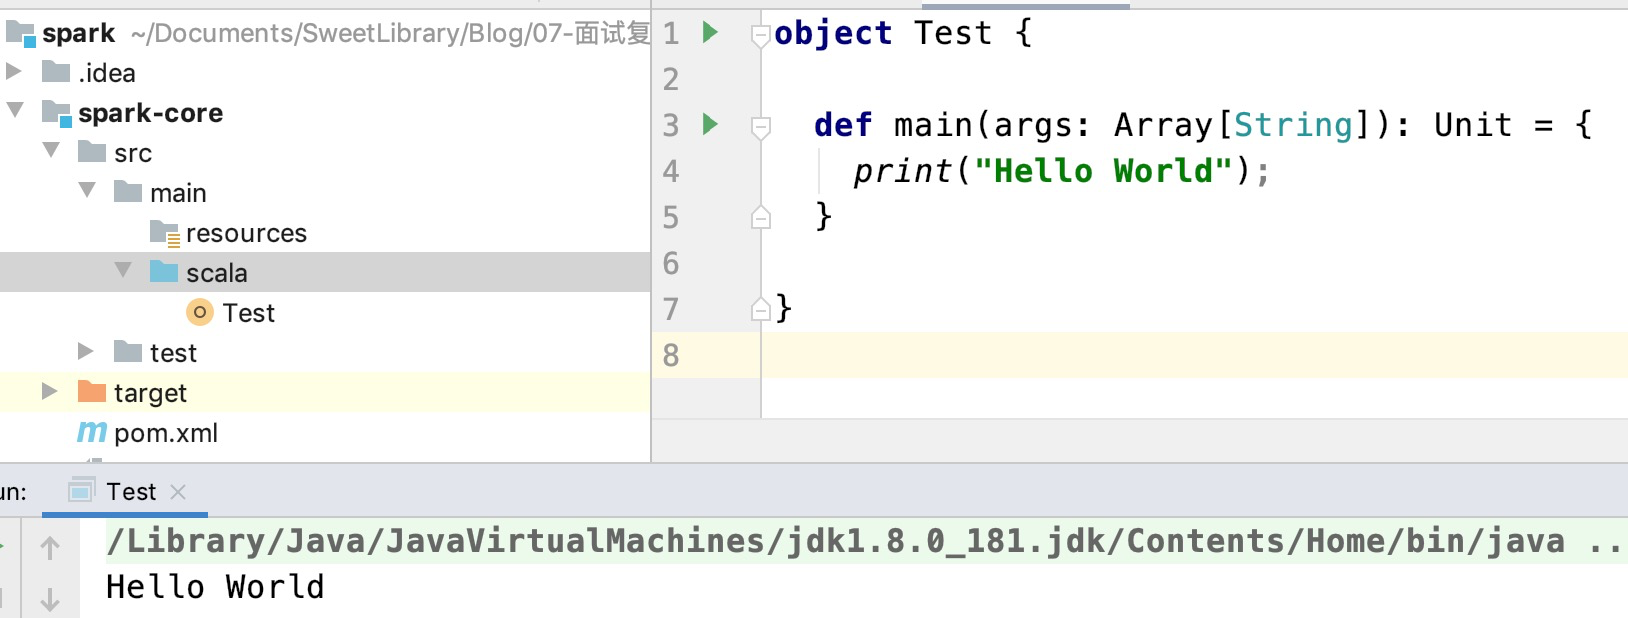 spark ~/Documents/SweetLibrary/Blog/07-面试复
.idea
spark-core
src
main
resources
scala
Test
test
target
pom.xml
1 object Test {
2
3 def main(args: Array[String]): Unit = {
4 print("Hello World");
5 }
6
7 }
8
un: Test
/Library/Java/JavaVirtualMachines/jdk1.8.0_181.jdk/Contents/Home/bin/java ..
Hello World